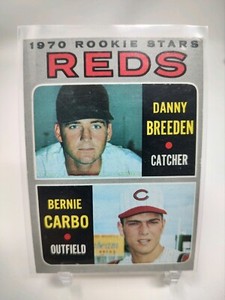 1970 ROOKIE STARS
REDS
DANNY
BREEDEN
CATCHER
BERNIE
CARBO
OUTFIELD
C